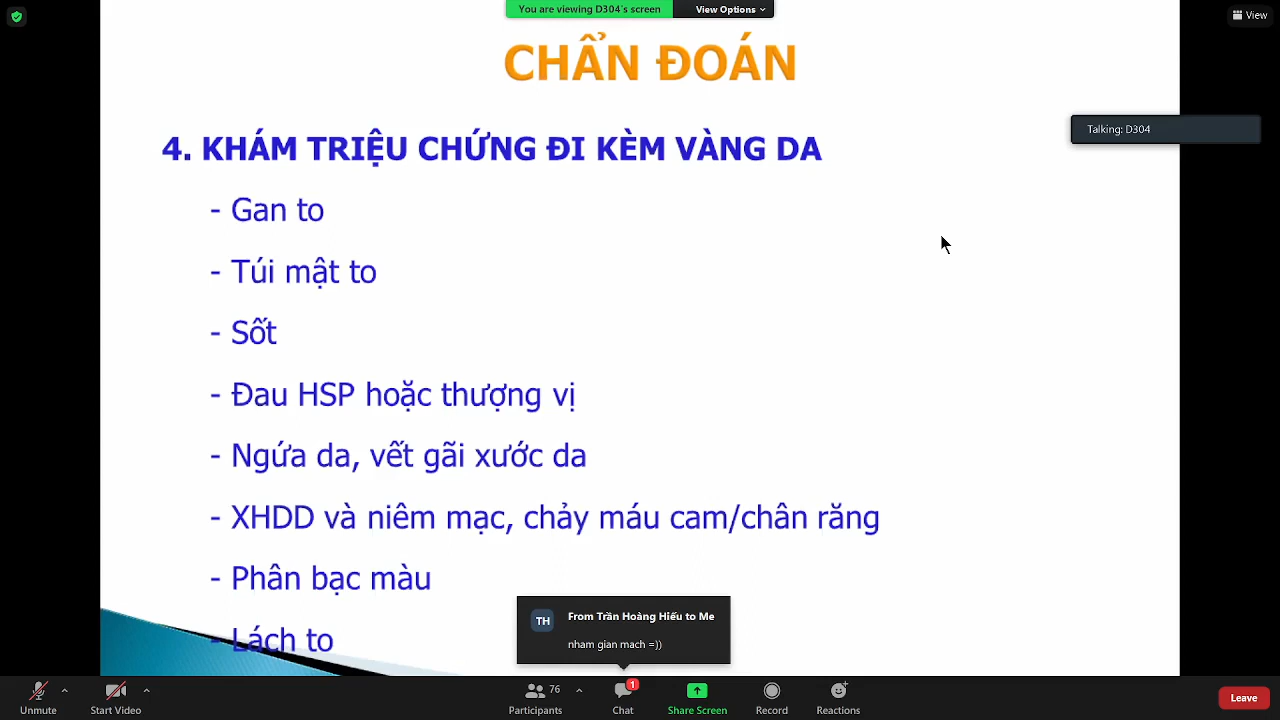 You are viewing D304's screen
View Options
View
CHẨN ĐOÁN
Talking: D304
4. KHÁM TRIỆU CHỨNG ĐI KÈM VÀNG DA
- Gan to
- Túi mật to
- Sốt
- Đau HSP hoặc thượng vị
- Ngứa da, vết gãi xước da
- XHDD và niêm mạc, chảy máu cam/chân răng
- Phân bạc màu
- Lách to
TH
From Trần Hoàng Hiếu to Me
nham gian mach =))
76
1
Unmute
Start Video
Participants
Chat
Share Screen
Record
Reactions
Leave